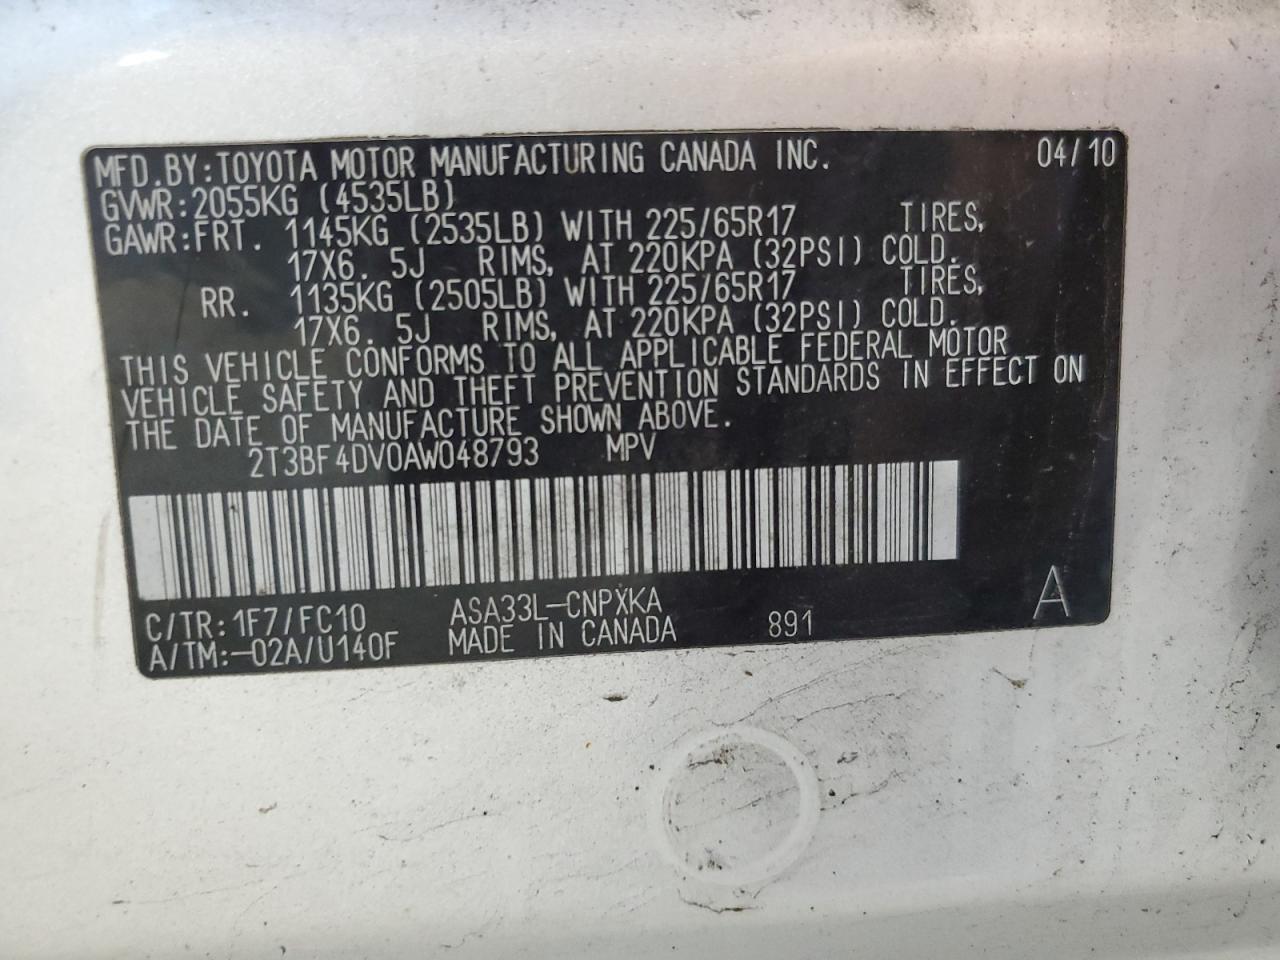 MFD.BY:TOYOTA MOTOR MANUFACTURING CANADA INC. 04/10
GVWR:2055KG (4535LB)
GAWR:FRT. 1145KG (2535LB) WITH 225/65R17 TIRES,
17X6. 5J RIMS, AT 220KPA (32PSI) COLD.
RR. 1135KG (2505LB) WITH 225/65R17 TIRES,
17X6. 5J RIMS, AT 220KPA (32PSI) COLD.
THIS VEHICLE CONFORMS TO ALL APPLICABLE FEDERAL MOTOR
VEHICLE SAFETY AND THEFT PREVENTION STANDARDS IN EFFECT ON
THE DATE OF MANUFACTURE SHOWN ABOVE.
2T3BF4DV0AW048793 MPV
C/TR:1F7/FC10 ASA33L-CNPXKA
A/TM:-02A/U140F MADE IN CANADA 891 A